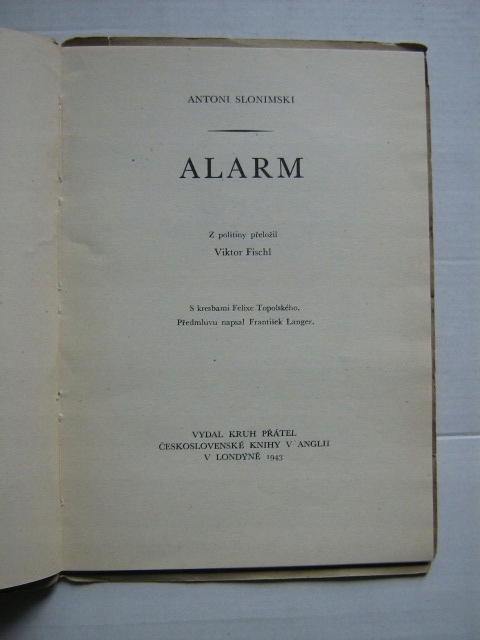 ANTONI SŁONIMSKI
ALARM
Z polštiny přeložil
Viktor Fischl
S kresbami Felixe Topolského.
Předmluvu napsal František Langer.
VYDAL KRUH PŘÁTEL
ČESKOSLOVENSKÉ KNIHY V ANGLII
V LONDÝNĚ 1943